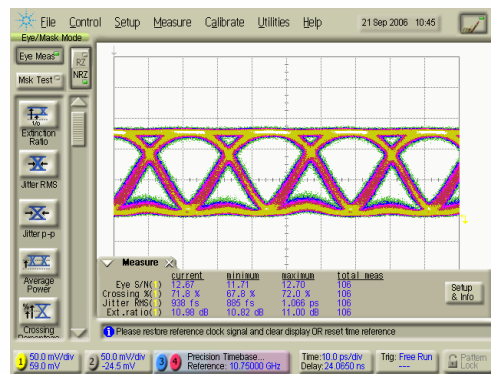 File Control Setup Measure Calibrate Utilities Help 21 Sep 2006 10:45
Eye/Mask Mode
Eye Meas
RZ
NRZ
Msk Test
Extinction
Ratio
Jitter RMS
Jitter p-p
Average
Power
Crossing
Measure
current minimum maximum total meas
Eye S/N( ) 12.67 11.71 12.70 106
Crossing %( ) 71.8 % 67.8 % 72.0 % 106
Jitter RMS( ) 938 fs 885 fs 1.066 ps 106
Ext.ratio( ) 10.98 dB 10.82 dB 11.00 dB 106
Setup
& Info
Please restore reference clock signal and clear display OR reset time reference
1 50.0 mV/div
59.0 mV
2 50.0 mV/div
-24.5 mV
3 4 Precision Timebase...
Reference: 10.75000 GHz
Time:10.0 ps/div
Delay:24.0650 ns
Trig: Free Run
---
Pattern
Lock